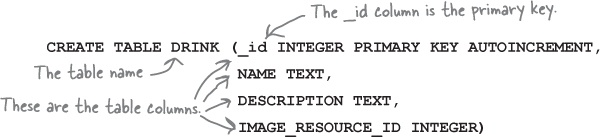 The _id column is the primary key.
CREATE TABLE DRINK (_id INTEGER PRIMARY KEY AUTOINCREMENT,
The table name
NAME TEXT,
These are the table columns.
DESCRIPTION TEXT,
IMAGE_RESOURCE_ID INTEGER)